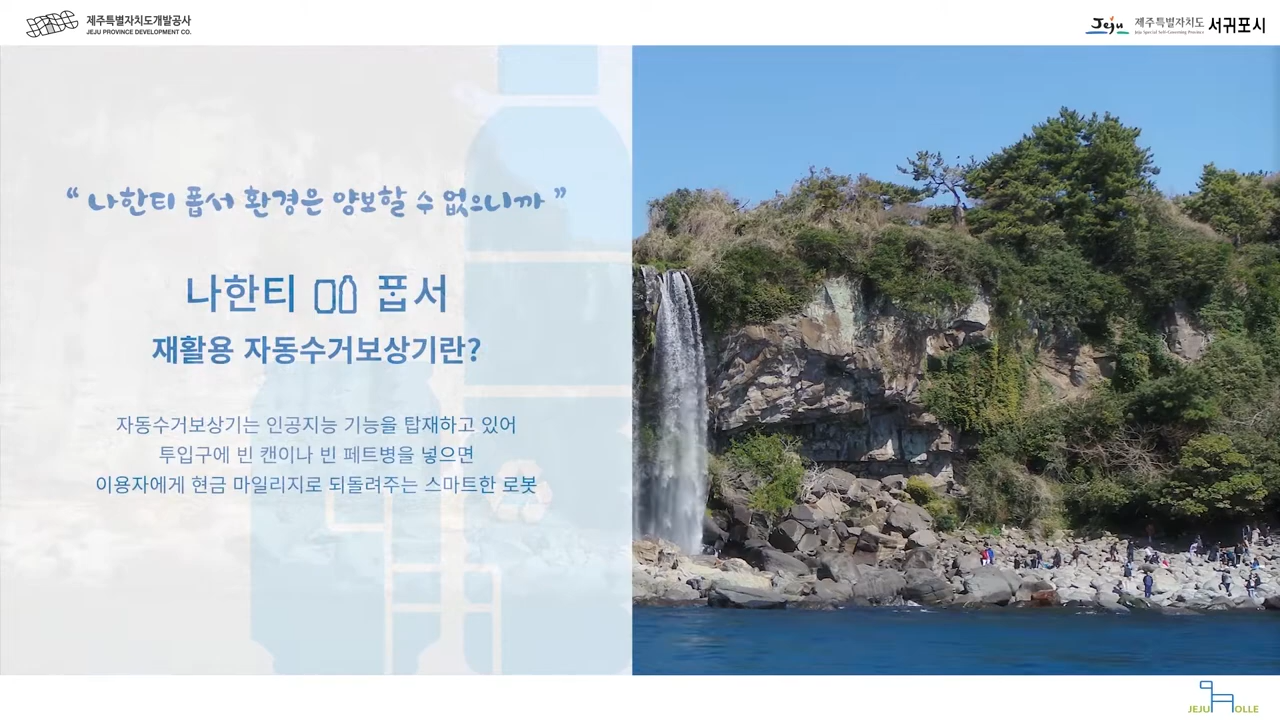 제주특별자치도개발공사
JEJU PROVINCE DEVELOPMENT CO.
Jeju 제주특별자치도 서귀포시
Jeju Special Self-Governing Province
“ 나한티 폽서 환경은 양보할 수 없으니까 ”
나한티 폽서
재활용 자동수거보상기란?
자동수거보상기는 인공지능 기능을 탑재하고 있어
투입구에 빈 캔이나 빈 페트병을 넣으면
이용자에게 현금 마일리지로 되돌려주는 스마트한 로봇
JEJU HOLLE